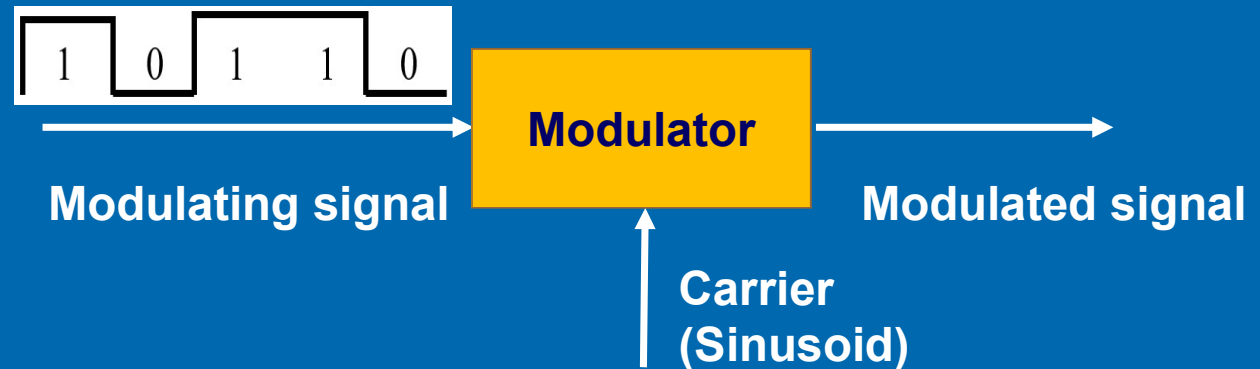 1 0 1 1 0
Modulator
Modulating signal
Modulated signal
Carrier
(Sinusoid)